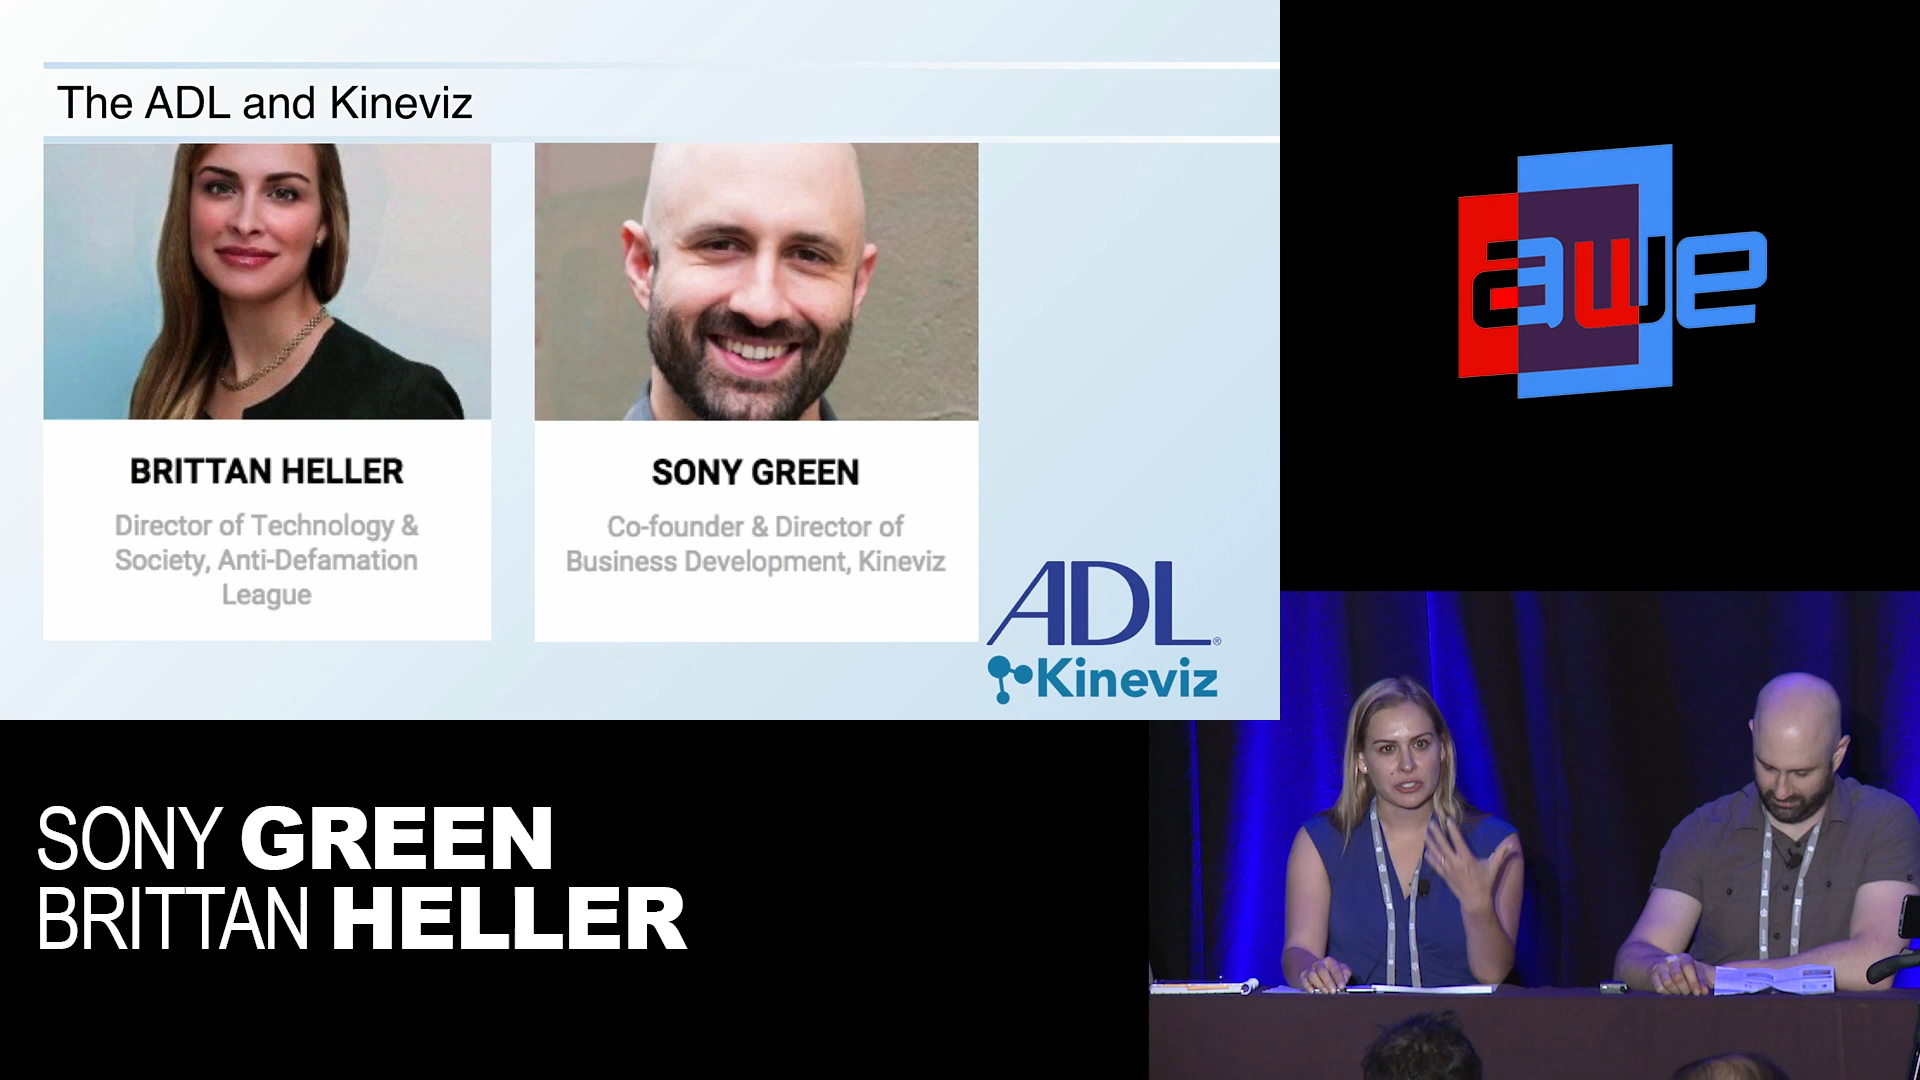 The ADL and Kineviz
BRITTAN HELLER
Director of Technology &
Society, Anti-Defamation
League
SONY GREEN
Co-founder & Director of
Business Development, Kineviz
ADL®
Kineviz
awe
SONY GREEN
BRITTAN HELLER